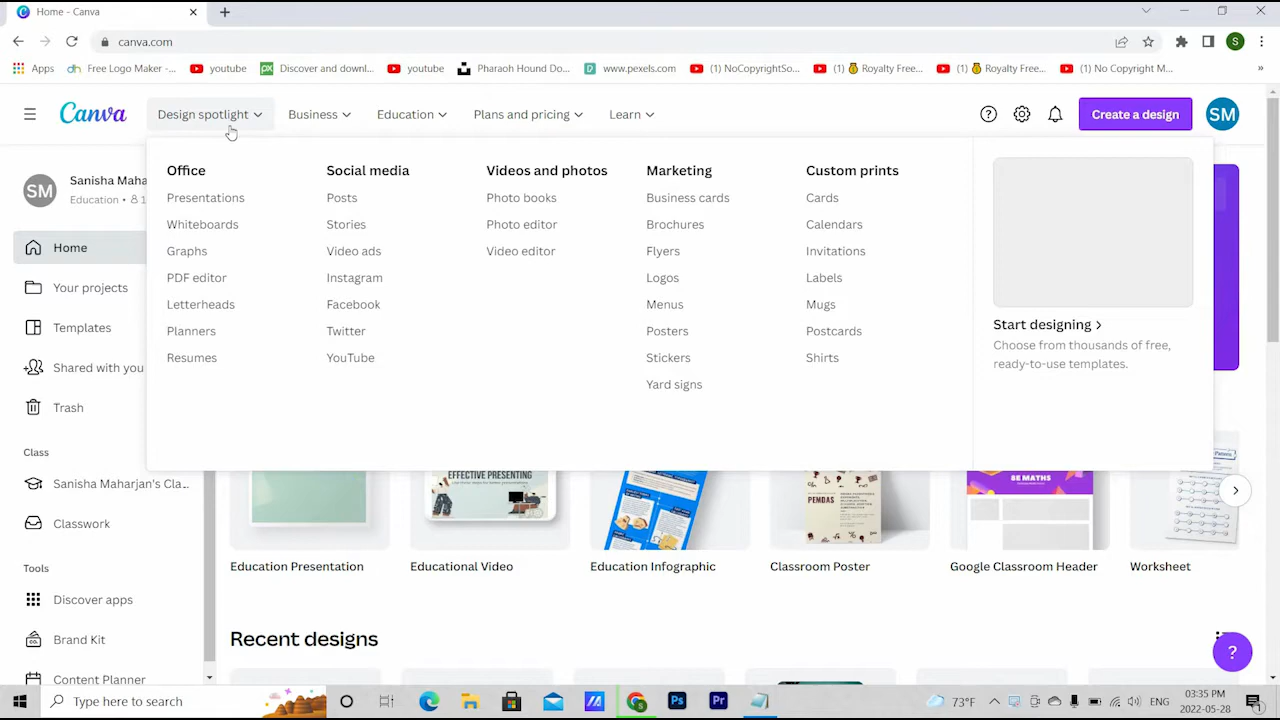 Home - Canva
canva.com
Apps
Free Logo Maker -...
youtube
Discover and downl...
youtube
Pharaoh Hound Do...
www.pexels.com
(1) NoCopyrightSo...
(1) 💰 Royalty Free...
(1) 💰 Royalty Free...
(1) No Copyright M...
»
Canva
Design spotlight
Business
Education
Plans and pricing
Learn
Create a design
SM
SM
Sanisha Mahar
Education • 1
Home
Your projects
Templates
Shared with you
Trash
Class
Sanisha Maharjan's Cla...
Classwork
Tools
Discover apps
Brand Kit
Content Planner
Office
Presentations
Whiteboards
Graphs
PDF editor
Letterheads
Planners
Resumes
Social media
Posts
Stories
Video ads
Instagram
Facebook
Twitter
YouTube
Videos and photos
Photo books
Photo editor
Video editor
Marketing
Business cards
Brochures
Flyers
Logos
Menus
Posters
Stickers
Yard signs
Custom prints
Cards
Calendars
Invitations
Labels
Mugs
Postcards
Shirts
Start designing
Choose from thousands of free,
ready-to-use templates.
EFFECTIVE PRESENTING
PEMDAS
BE MATHS
Pattern
Education Presentation
Educational Video
Education Infographic
Classroom Poster
Google Classroom Header
Worksheet
Recent designs
?
Type here to search
Ps
Pr
73°F
ENG
03:35 PM
2022-05-28